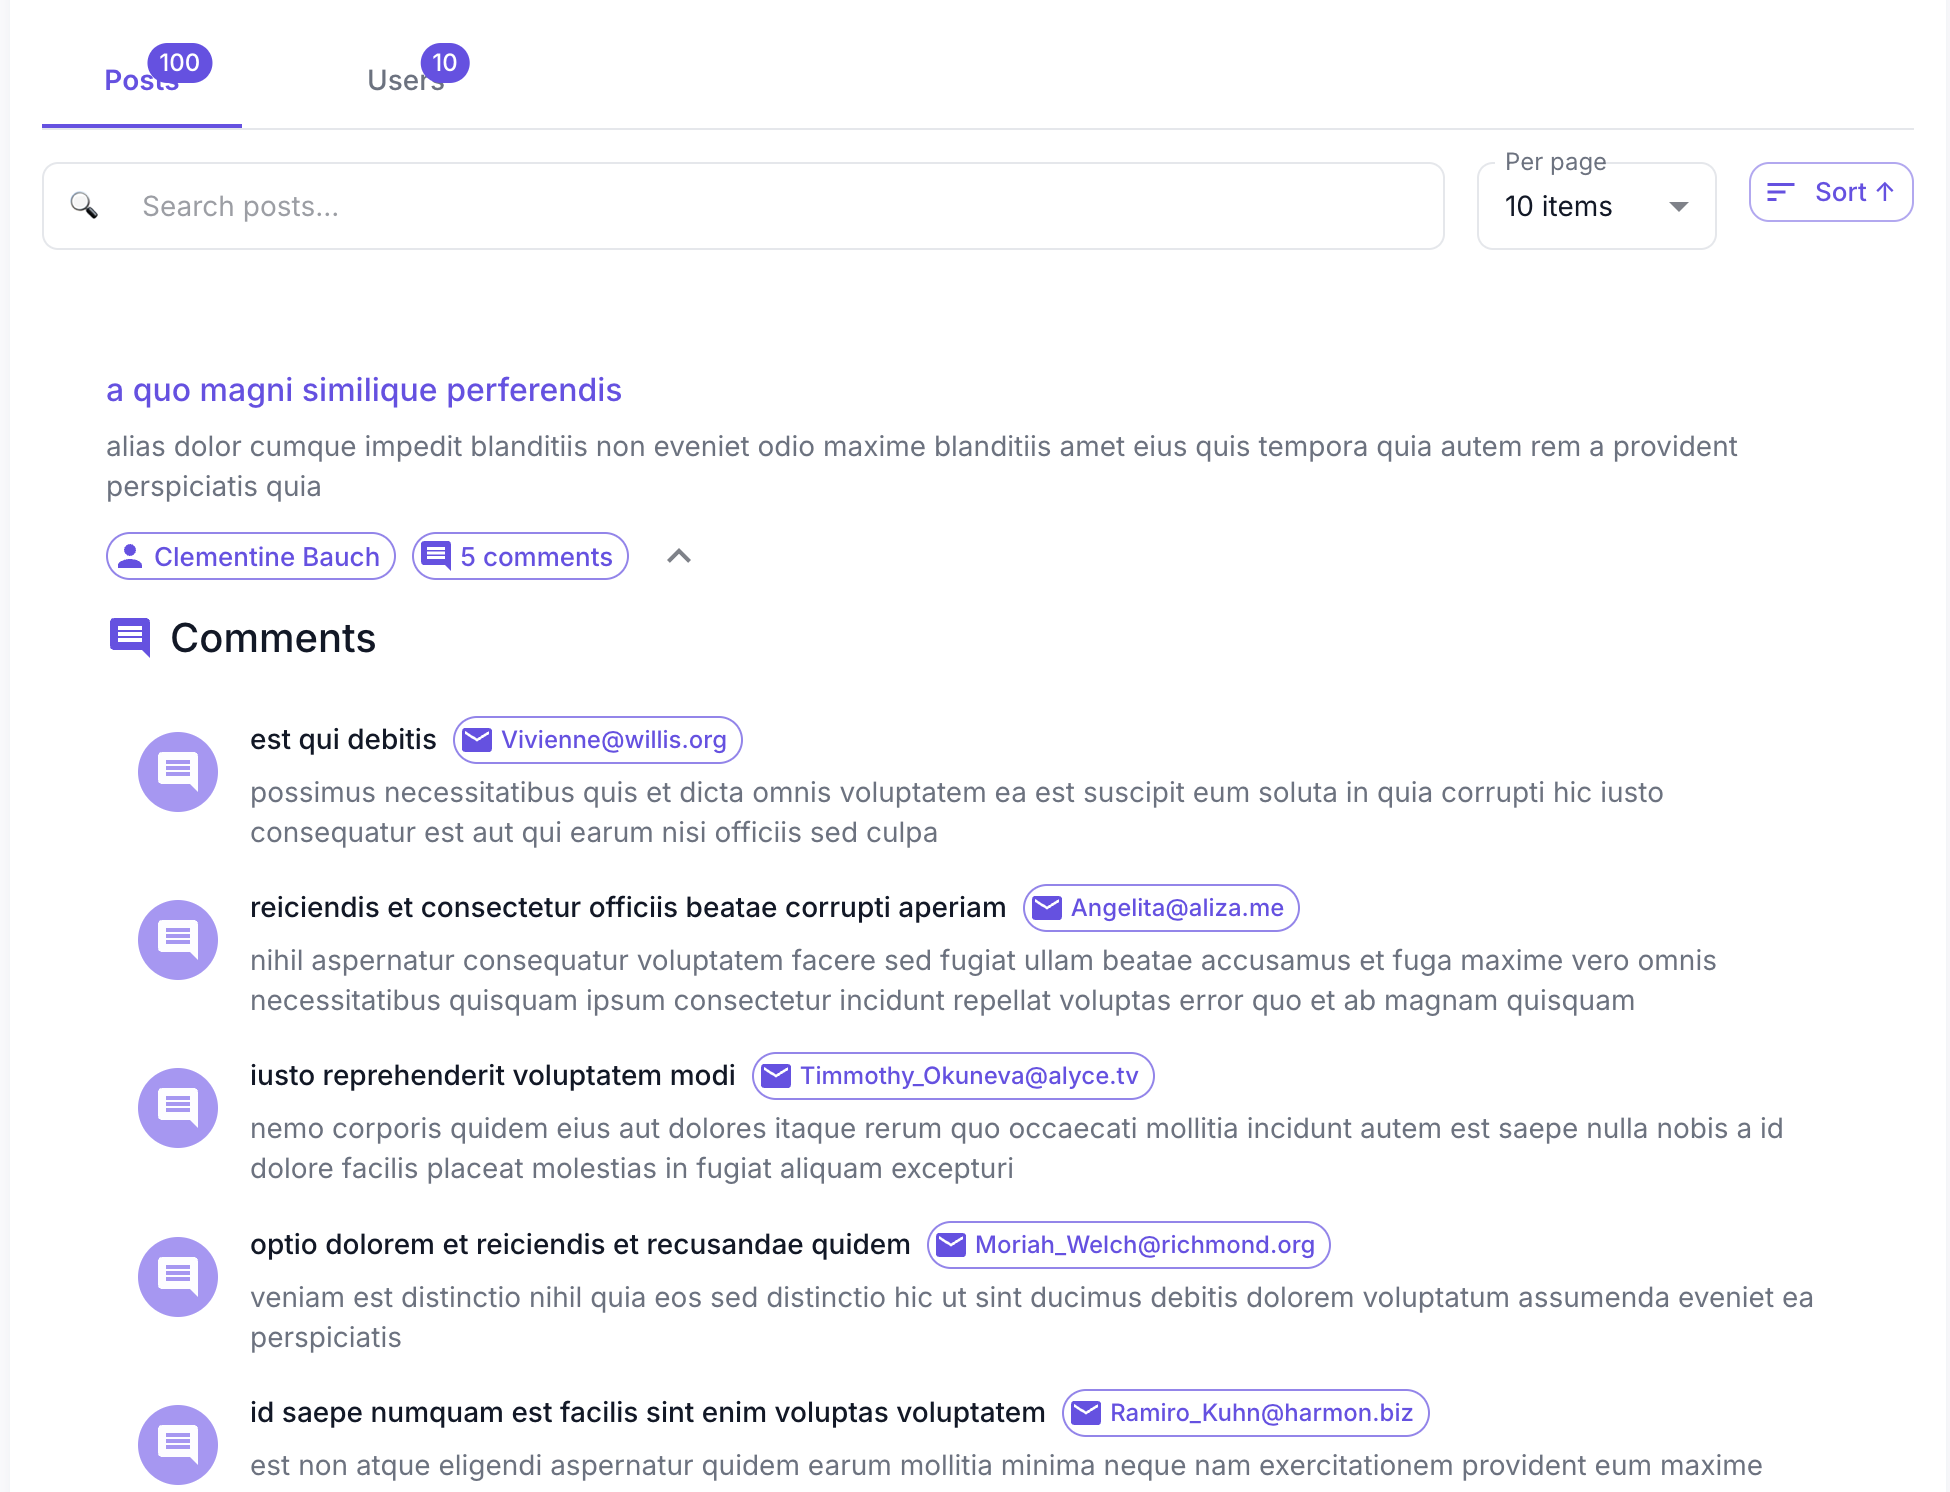 Posts 100
Users 10
Search posts...
Per page
10 items
Sort ↑
a quo magni similique perferendis
alias dolor cumque impedit blanditiis non eveniet odio maxime blanditiis amet eius quis tempora quia autem rem a provident
perspiciatis quia
Clementine Bauch
5 comments
Comments
est qui debitis
Vivienne@willis.org
possimus necessitatibus quis et dicta omnis voluptatem ea est suscipit eum soluta in quia corrupti hic iusto
consequatur est aut qui earum nisi officiis sed culpa
reiciendis et consectetur officiis beatae corrupti aperiam
Angelita@aliza.me
nihil aspernatur consequatur voluptatem facere sed fugiat ullam beatae accusamus et fuga maxime vero omnis
necessitatibus quisquam ipsum consectetur incidunt repellat voluptas error quo et ab magnam quisquam
iusto reprehenderit voluptatem modi
Timmothy_Okuneva@alyce.tv
nemo corporis quidem eius aut dolores itaque rerum quo occaecati mollitia incidunt autem est saepe nulla nobis a id
dolore facilis placeat molestias in fugiat aliquam excepturi
optio dolorem et reiciendis et recusandae quidem
Moriah_Welch@richmond.org
veniam est distinctio nihil quia eos sed distinctio hic ut sint ducimus debitis dolorem voluptatum assumenda eveniet ea
perspiciatis
id saepe numquam est facilis sint enim voluptas voluptatem
Ramiro_Kuhn@harmon.biz
est non atque eligendi aspernatur quidem earum mollitia minima neque nam exercitationem provident eum maxime